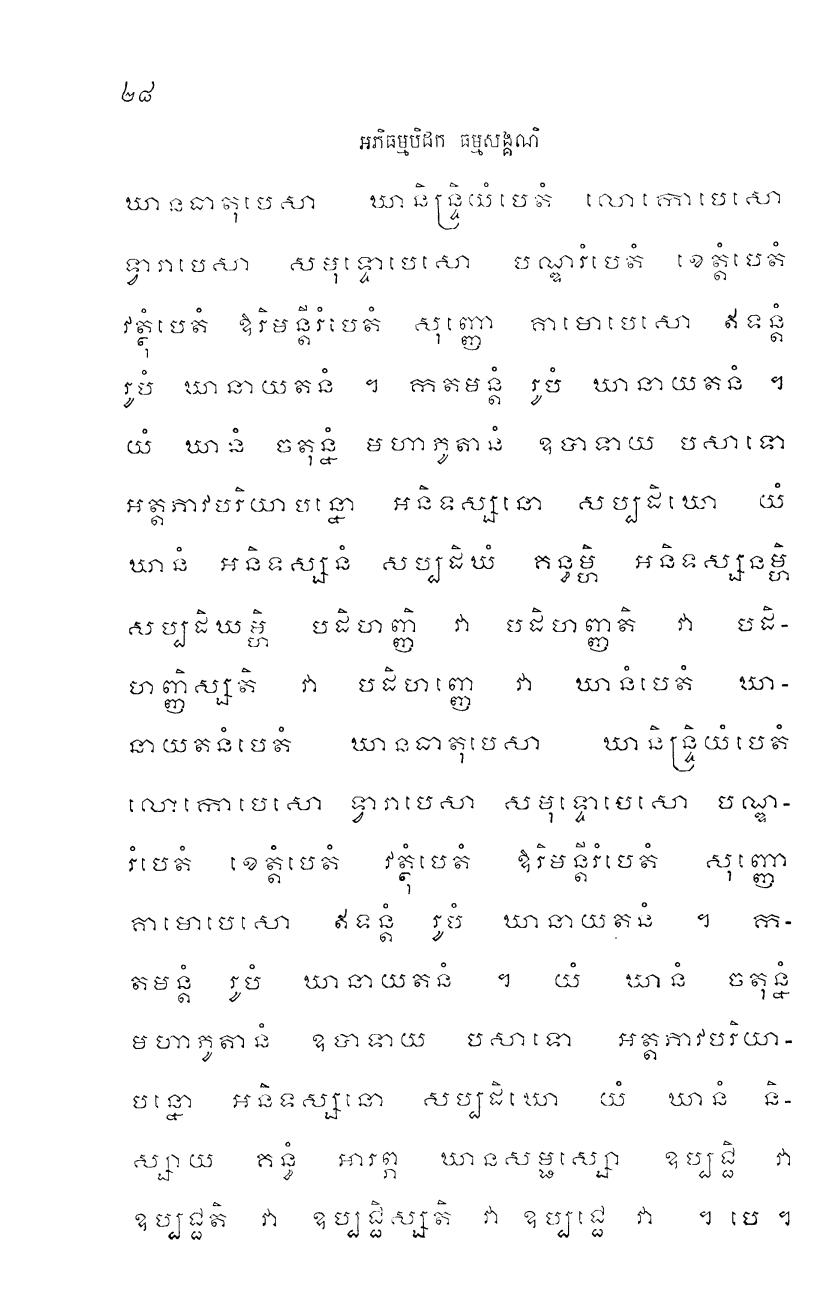 ២៨
អភិធម្មបិដក ធម្មសង្គណី
ឃានធាតុបេសា ឃានិន្ទ្រិយំបេតំ លោកោបេសោ
ទ្វារាបេសា សមុទ្ទោបេសោ បណ្ឌរំបេតំ ខេត្តំបេតំ
វត្ថុំបេតំ ឱរិមន្តីរំបេតំ សុញ្ញោ គាមោបេសោ ឥទន្តំ
រូបំ ឃានាយតនំ ។ កតមន្តំ រូបំ ឃានាយតនំ ។
យំ ឃានំ ចតុន្នំ មហាភូតានំ ឧបាទាយ បសាទោ
អត្តភាវបរិយាបន្នោ អនិទស្សនោ សប្បដិឃោ យំ
ឃានំ អនិទស្សនំ សប្បដិឃំ គន្ធម្ហិ អនិទស្សនម្ហិ
សប្បដិឃម្ហិ បដិហញ្ញិ វា បដិហញ្ញតិ វា បដិ-
ហញ្ញិស្សតិ វា បដិហញ្ញេ វា ឃានំបេតំ ឃា-
នាយតនំបេតំ ឃានធាតុបេសា ឃានិន្ទ្រិយំបេតំ
លោកោបេសោ ទ្វារាបេសា សមុទ្ទោបេសោ បណ្ឌ-
រំបេតំ ខេត្តំបេតំ វត្ថុំបេតំ ឱរិមន្តីរំបេតំ សុញ្ញោ
គាមោបេសោ ឥទន្តំ រូបំ ឃានាយតនំ ។ ក-
តមន្តំ រូបំ ឃានាយតនំ ។ យំ ឃានំ ចតុន្នំ
មហាភូតានំ ឧបាទាយ បសាទោ អត្តភាវបរិយា-
បន្នោ អនិទស្សនោ សប្បដិឃោ យំ ឃានំ និ-
ស្សាយ គន្ធំ អារព្ភ ឃានសម្ផស្សោ ឧប្បជ្ជិ វា
ឧប្បជ្ជតិ វា ឧប្បជ្ជិស្សតិ វា ឧប្បជ្ជេ វា ។ បេ ។